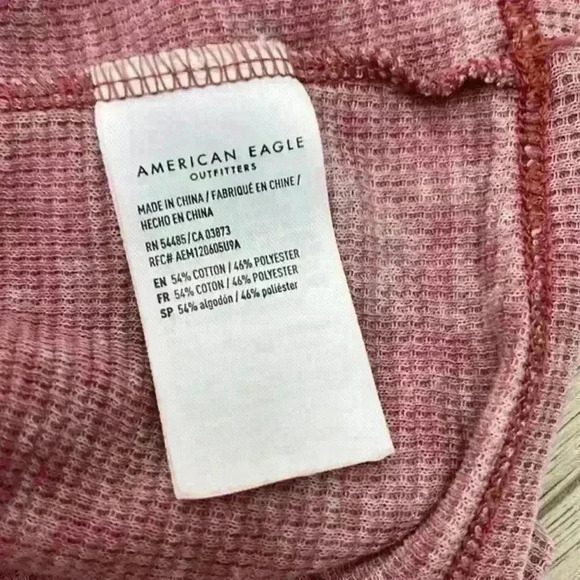 AMERICAN EAGLE
OUTFITTERS
MADE IN CHINA / FABRIQUÉ EN CHINE /
HECHO EN CHINA
RN 54485/CA 03873
RFC# AEM120605U9A
EN 54% COTTON / 46% POLYESTER
FR 54% COTON / 46% POLYESTER
SP 54% algodón / 46% poliéster